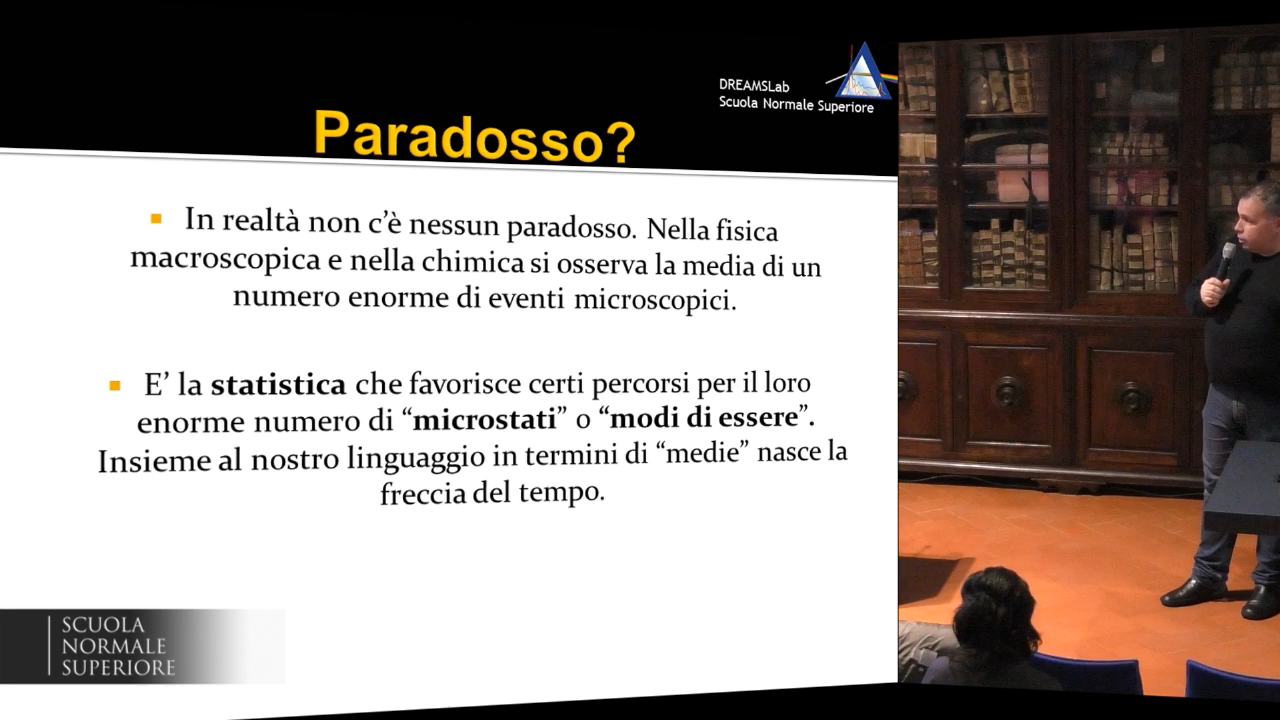 DREAMSLab
Scuola Normale Superiore
Paradosso?
In realtà non c’è nessun paradosso. Nella fisica
macroscopica e nella chimica si osserva la media di un
numero enorme di eventi microscopici.
E’ la statistica che favorisce certi percorsi per il loro
enorme numero di “microstati” o “modi di essere”.
Insieme al nostro linguaggio in termini di “medie” nasce la
freccia del tempo.
SCUOLA
NORMALE
SUPERIORE